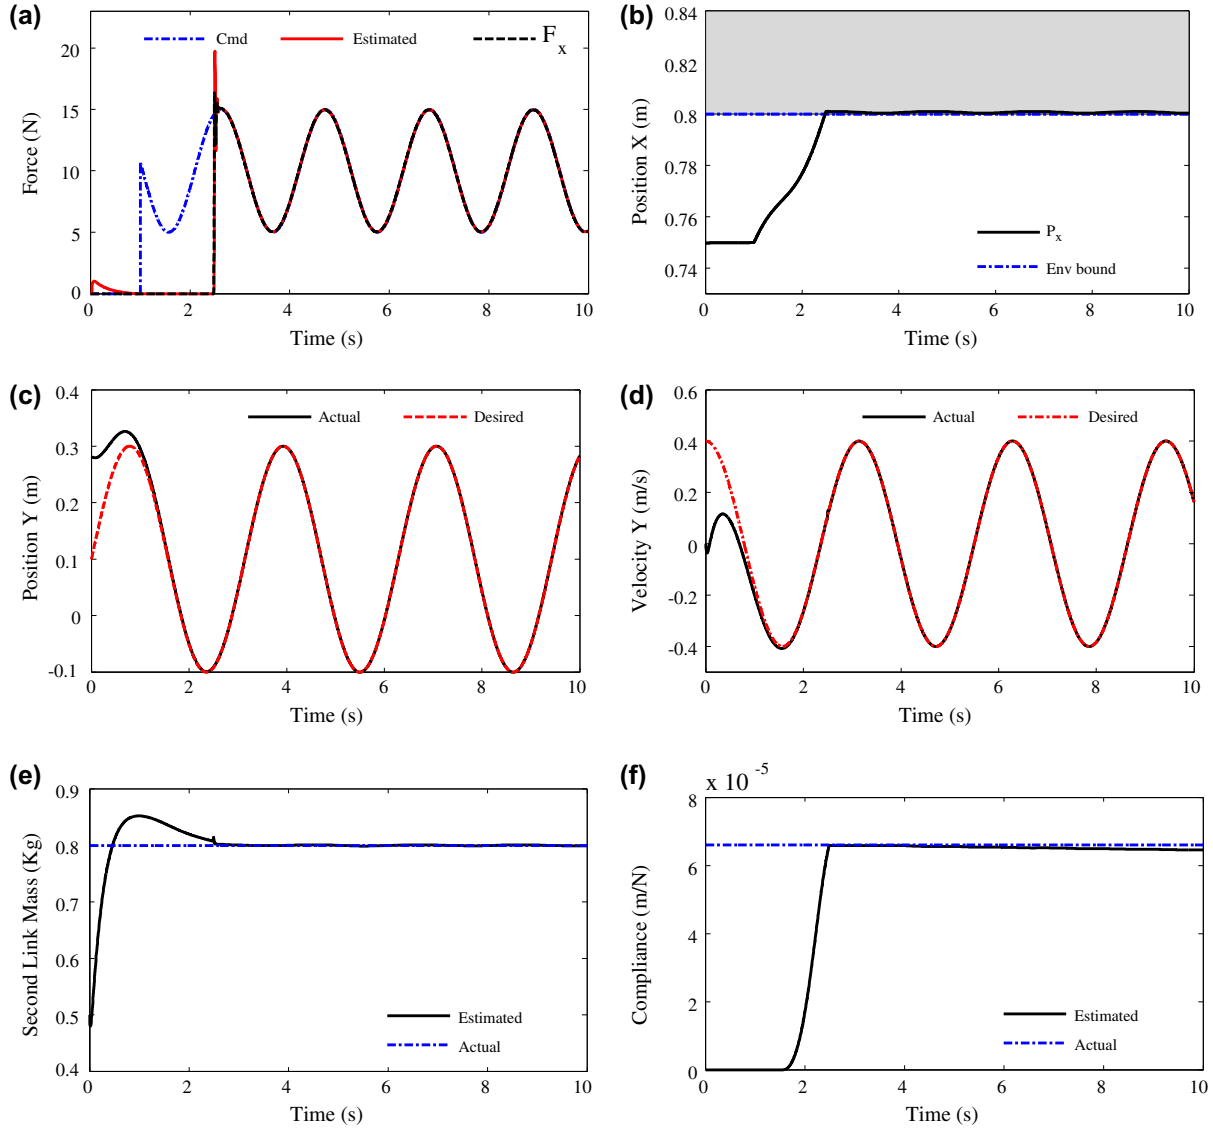 (a)
Cmd
Estimated
F x
20
15
10
5
0
Force (N)
0 2 4 6 8 10
Time (s)
(b)
0.84
0.82
0.8
0.78
0.76
0.74
Position X (m)
P x
Env bound
0 2 4 6 8 10
Time (s)
(c)
Actual
Desired
0.4
0.3
0.2
0.1
0
-0.1
Position Y (m)
0 2 4 6 8 10
Time (s)
(d)
Actual
Desired
0.6
0.4
0.2
0
-0.2
-0.4
Velocity Y (m/s)
0 2 4 6 8 10
Time (s)
(e)
0.9
0.8
0.7
0.6
0.5
0.4
Second Link Mass (Kg)
Estimated
Actual
0 2 4 6 8 10
Time (s)
(f)
x 10 -5
8
6
4
2
0
Compliance (m/N)
Estimated
Actual
0 2 4 6 8 10
Time (s)